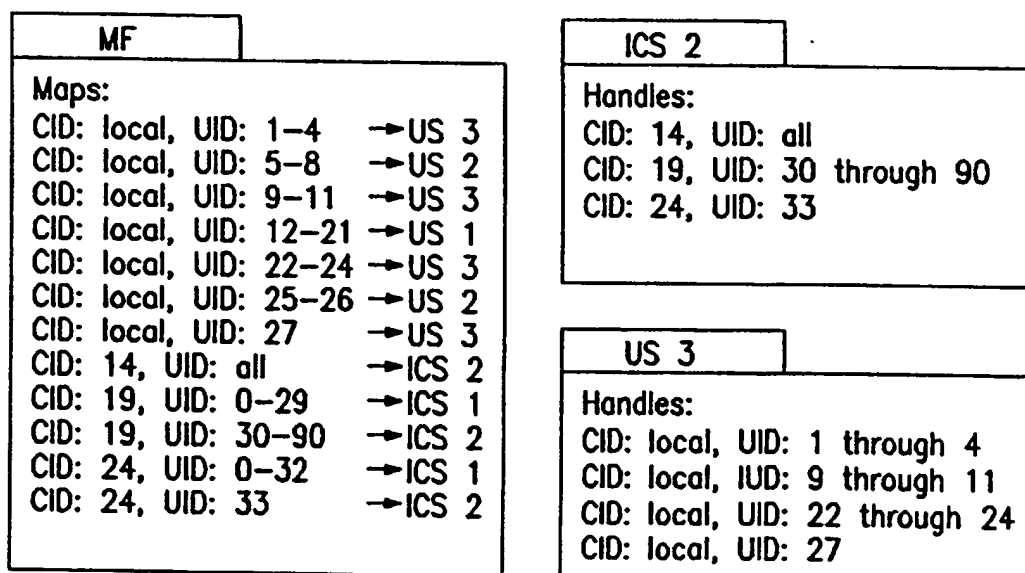 MF
Maps:
CID: local, UID: 1–4 →US 3
CID: local, UID: 5–8 →US 2
CID: local, UID: 9–11 →US 3
CID: local, UID: 12–21 →US 1
CID: local, UID: 22–24 →US 3
CID: local, UID: 25–26 →US 2
CID: local, UID: 27 →US 3
CID: 14, UID: all →ICS 2
CID: 19, UID: 0–29 →ICS 1
CID: 19, UID: 30–90 →ICS 2
CID: 24, UID: 0–32 →ICS 1
CID: 24, UID: 33 →ICS 2
ICS 2
Handles:
CID: 14, UID: all
CID: 19, UID: 30 through 90
CID: 24, UID: 33
US 3
Handles:
CID: local, UID: 1 through 4
CID: local, IUD: 9 through 11
CID: local, UID: 22 through 24
CID: local, UID: 27